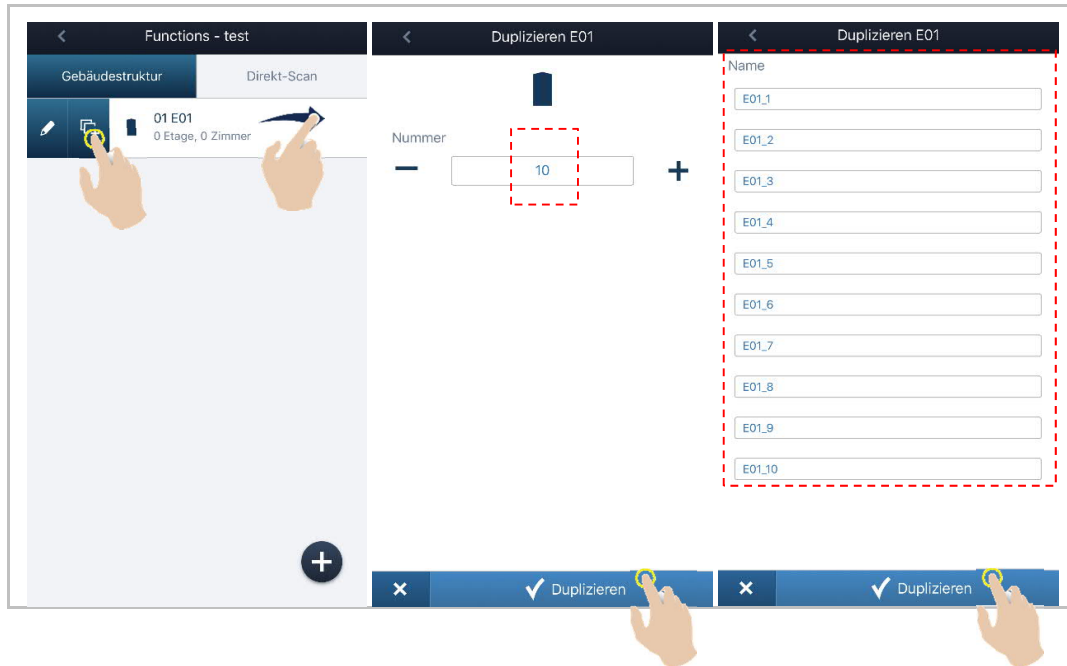 Functions - test
Gebäudestruktur
Direkt-Scan
01 E01
0 Etage, 0 Zimmer
Duplizieren E01
Nummer
10
Duplizieren
Duplizieren E01
Name
E01_1
E01_2
E01_3
E01_4
E01_5
E01_6
E01_7
E01_8
E01_9
E01_10
Duplizieren